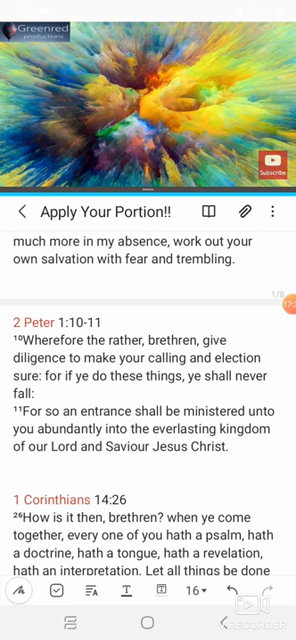 Greenred
productions
Subscribe
Apply Your Portion!!
much more in my absence, work out your
own salvation with fear and trembling.
1/8
17:
2 Peter 1:10-11
¹⁰Wherefore the rather, brethren, give
diligence to make your calling and election
sure: for if ye do these things, ye shall never
fall:
¹¹For so an entrance shall be ministered unto
you abundantly into the everlasting kingdom
of our Lord and Saviour Jesus Christ.
1 Corinthians 14:26
²⁶How is it then, brethren? when ye come
together, every one of you hath a psalm, hath
a doctrine, hath a tongue, hath a revelation,
hath an interpretation. Let all things be done
16
RECORDER